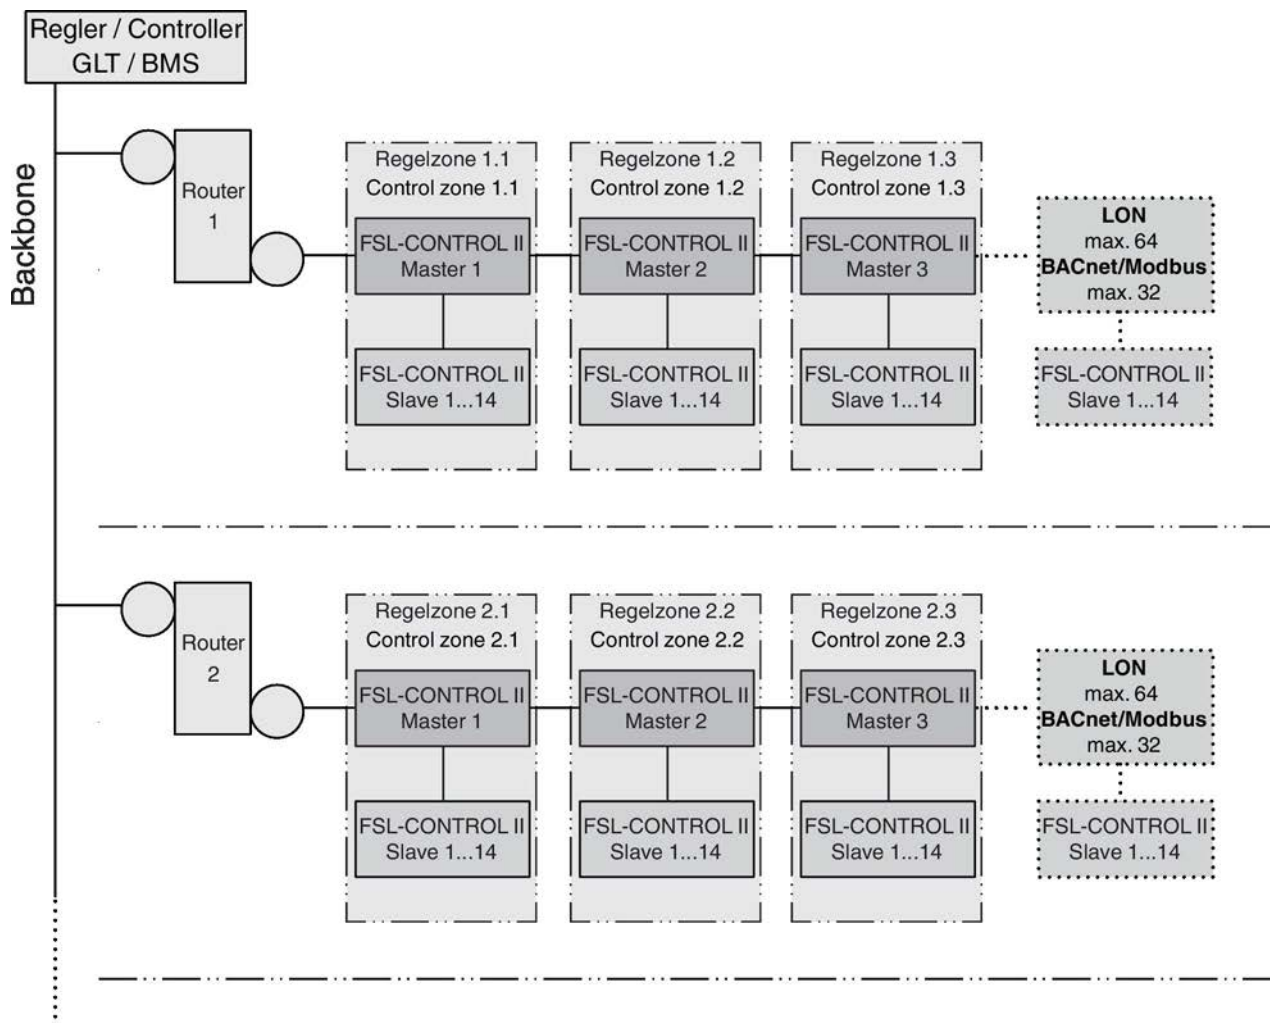 Regler / Controller
GLT / BMS
Backbone
Router
1
Regelzone 1.1
Control zone 1.1
FSL-CONTROL II
Master 1
FSL-CONTROL II
Slave 1...14
Regelzone 1.2
Control zone 1.2
FSL-CONTROL II
Master 2
FSL-CONTROL II
Slave 1...14
Regelzone 1.3
Control zone 1.3
FSL-CONTROL II
Master 3
FSL-CONTROL II
Slave 1...14
LON
max. 64
BACnet/Modbus
max. 32
FSL-CONTROL II
Slave 1...14
Router
2
Regelzone 2.1
Control zone 2.1
FSL-CONTROL II
Master 1
FSL-CONTROL II
Slave 1...14
Regelzone 2.2
Control zone 2.2
FSL-CONTROL II
Master 2
FSL-CONTROL II
Slave 1...14
Regelzone 2.3
Control zone 2.3
FSL-CONTROL II
Master 3
FSL-CONTROL II
Slave 1...14
LON
max. 64
BACnet/Modbus
max. 32
FSL-CONTROL II
Slave 1...14